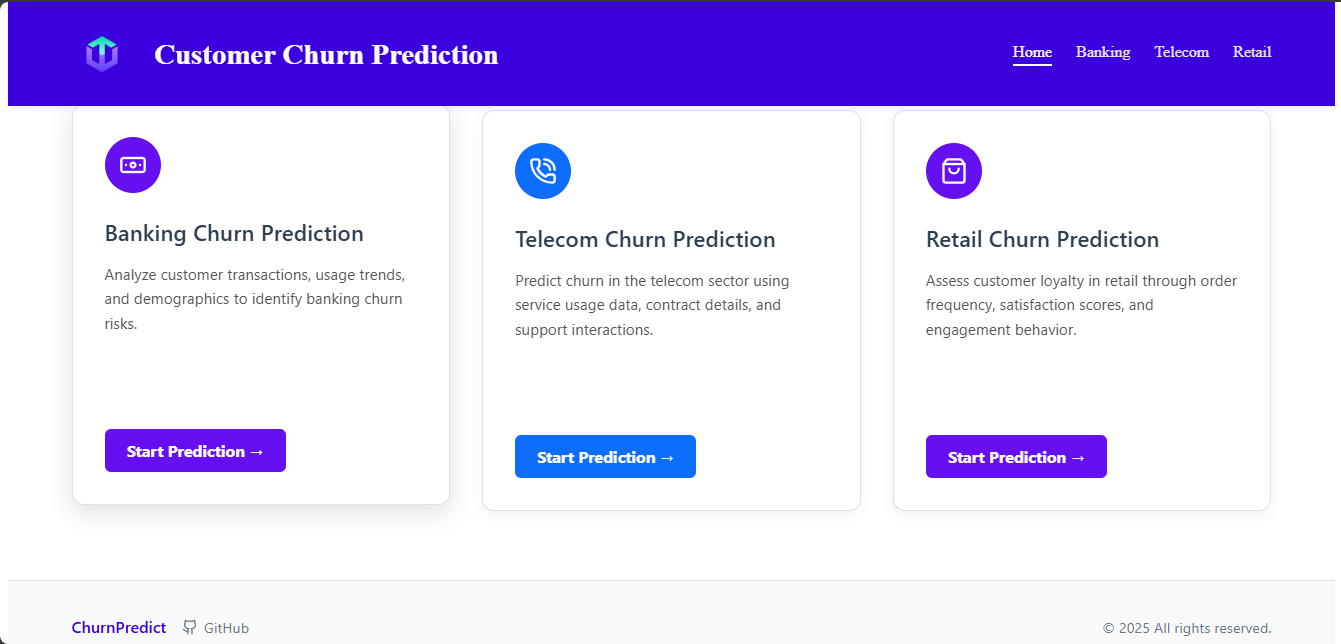 Customer Churn Prediction
Home Banking Telecom Retail
Banking Churn Prediction
Analyze customer transactions, usage trends,
and demographics to identify banking churn
risks.
Start Prediction →
Telecom Churn Prediction
Predict churn in the telecom sector using
service usage data, contract details, and
support interactions.
Start Prediction →
Retail Churn Prediction
Assess customer loyalty in retail through order
frequency, satisfaction scores, and
engagement behavior.
Start Prediction →
ChurnPredict GitHub
© 2025 All rights reserved.